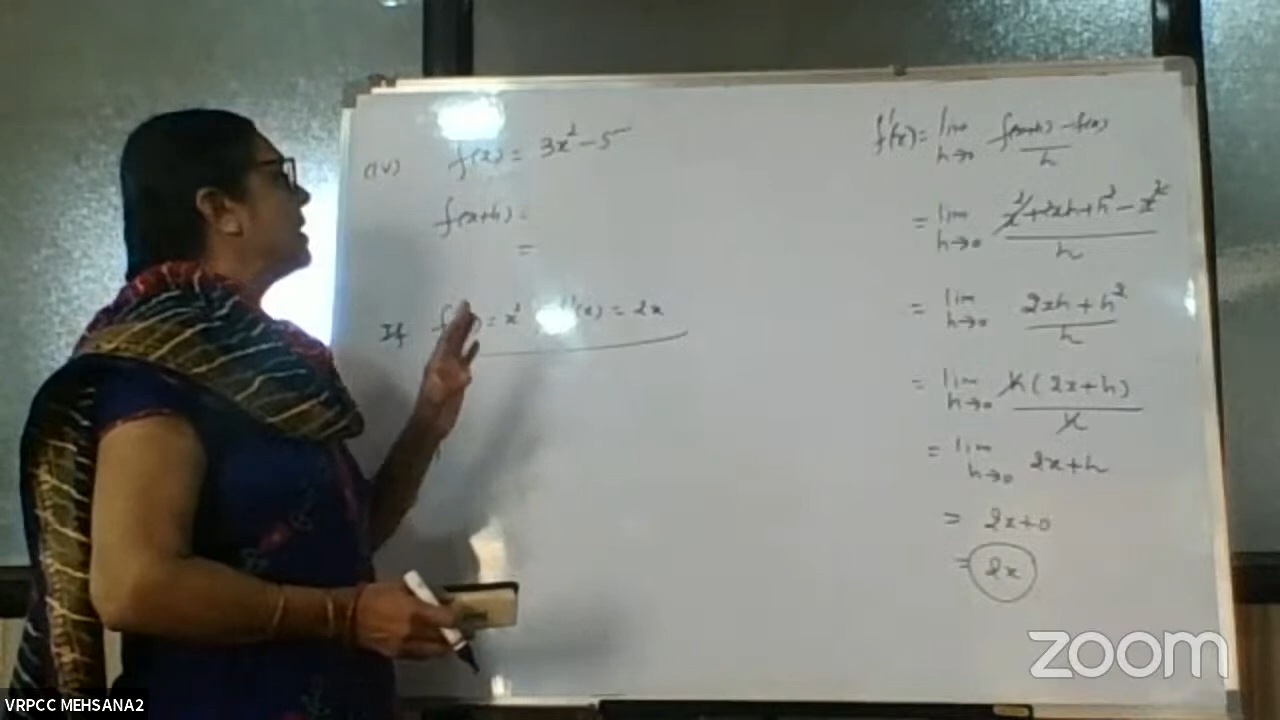 (iv) f(x) = 3x² - 5
f(x+h) =
=
If = x² '(x) = 2x
f'(x) = lim h→0 f(x+h) - f(x) / h
= lim h→0 x² + 2xh + h² - x² / h
= lim h→0 2xh + h² / h
= lim h→0 h(2x+h) / h
= lim h→0 2x+h
= 2x+0
= 2x
zoom
VRPCC MEHSANA2